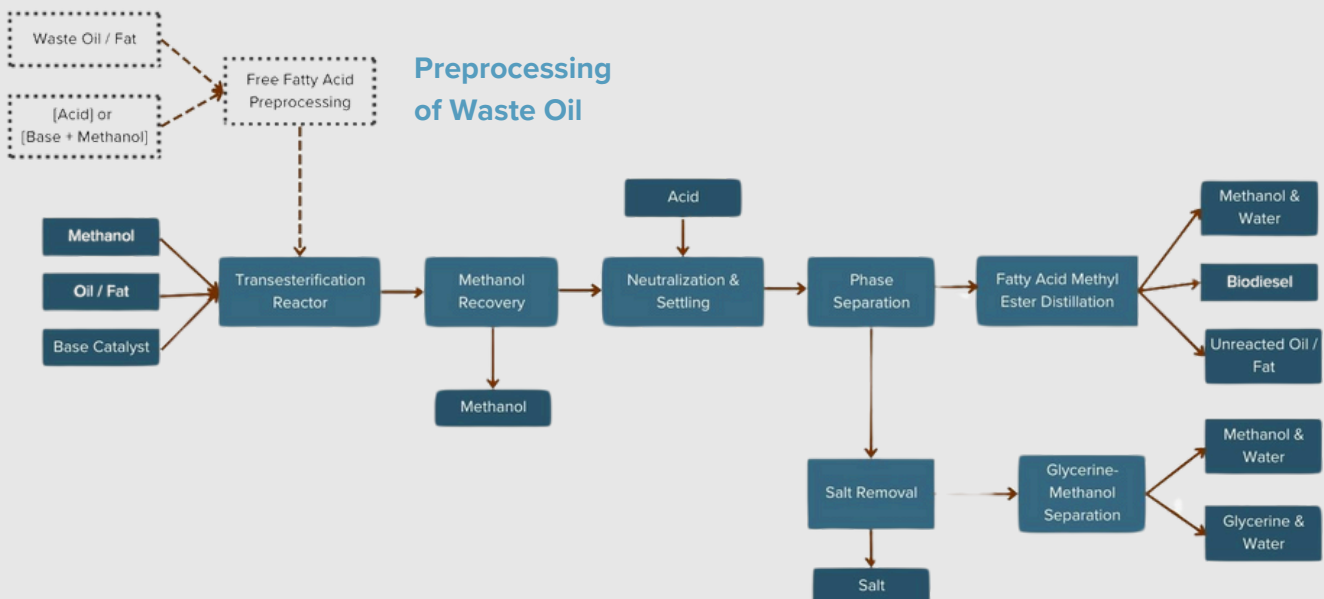 Waste Oil / Fat
[Acid] or
[Base + Methanol]
Free Fatty Acid
Preprocessing
Preprocessing
of Waste Oil
Methanol
Oil / Fat
Base Catalyst
Transesterification
Reactor
Methanol
Recovery
Methanol
Acid
Neutralization &
Settling
Phase
Separation
Fatty Acid Methyl
Ester Distillation
Methanol &
Water
Biodiesel
Unreacted Oil /
Fat
Salt Removal
Salt
Glycerine-
Methanol
Separation
Methanol &
Water
Glycerine &
Water